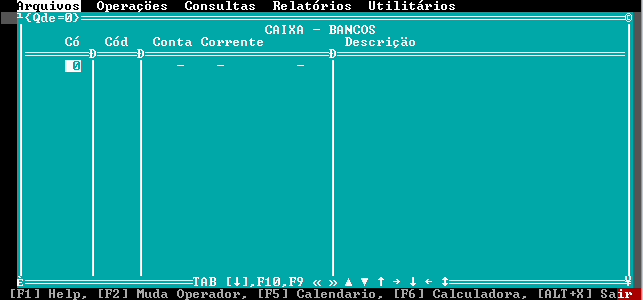 Arquivos Operações Consultas Relatórios Utilitários
(Qde=0)
CAIXA - BANCOS
Có Cód Conta Corrente Descrição
0 - - -
TAB [↓],F10,F9 « » ▲ ▼ ↑ → ↓ ← ↕
[F1] Help, [F2] Muda Operador, [F5] Calendario, [F6] Calculadora, [ALT+X] Sair